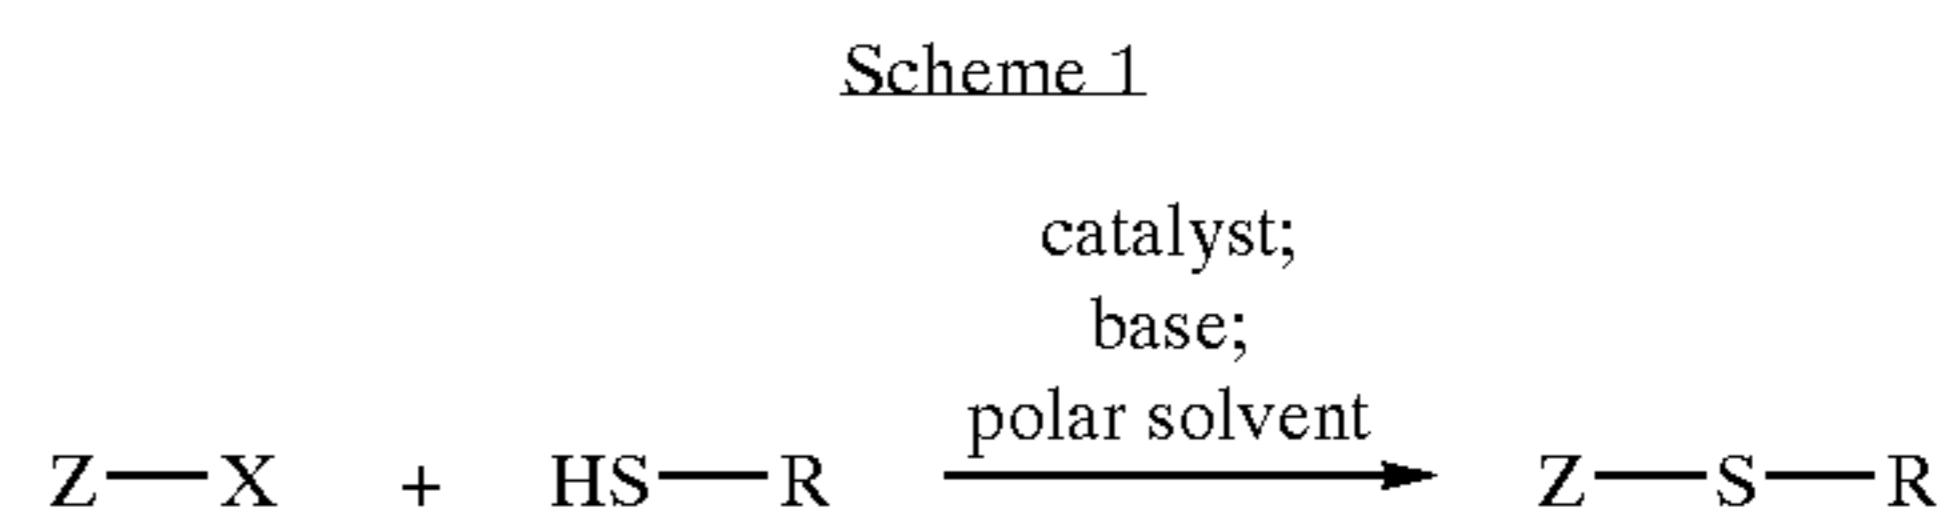 Scheme 1
catalyst;
base;
polar solvent
Z—X + HS—R Z—S—R